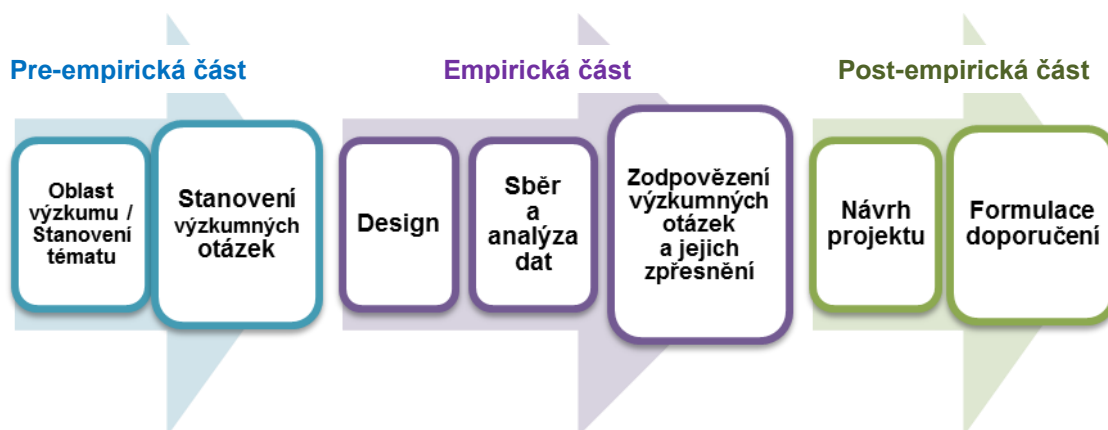 Pre-empirická část
Empirická část
Post-empirická část
Oblast
výzkumu /
Stanovení
tématu
Stanovení
výzkumných
otázek
Design
Sběr
a
analýza
dat
Zodpovězení
výzkumných
otázek
a jejich
zpřesnění
Návrh
projektu
Formulace
doporučení